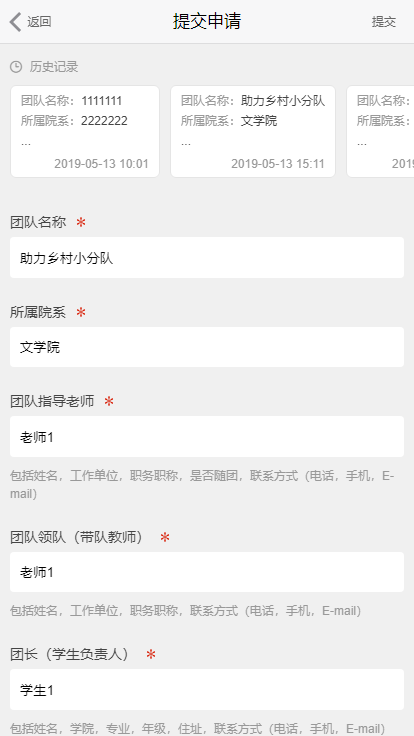 返回
提交申请
提交
历史记录
团队名称：1111111
所属院系：2222222
...
2019-05-13 10:01
团队名称：助力乡村小分队
所属院系：文学院
...
2019-05-13 15:11
团队名称：
所属院系：
...
2019
团队名称 *
助力乡村小分队
所属院系 *
文学院
团队指导老师 *
老师1
包括姓名，工作单位，职务职称，是否随团，联系方式（电话，手机，E-
mail）
团队领队（带队教师） *
老师1
包括姓名，工作单位，职务职称，联系方式（电话，手机，E-mail）
团长（学生负责人） *
学生1
包括姓名，学院，专业，年级，住址，联系方式（电话，手机，E-mail）